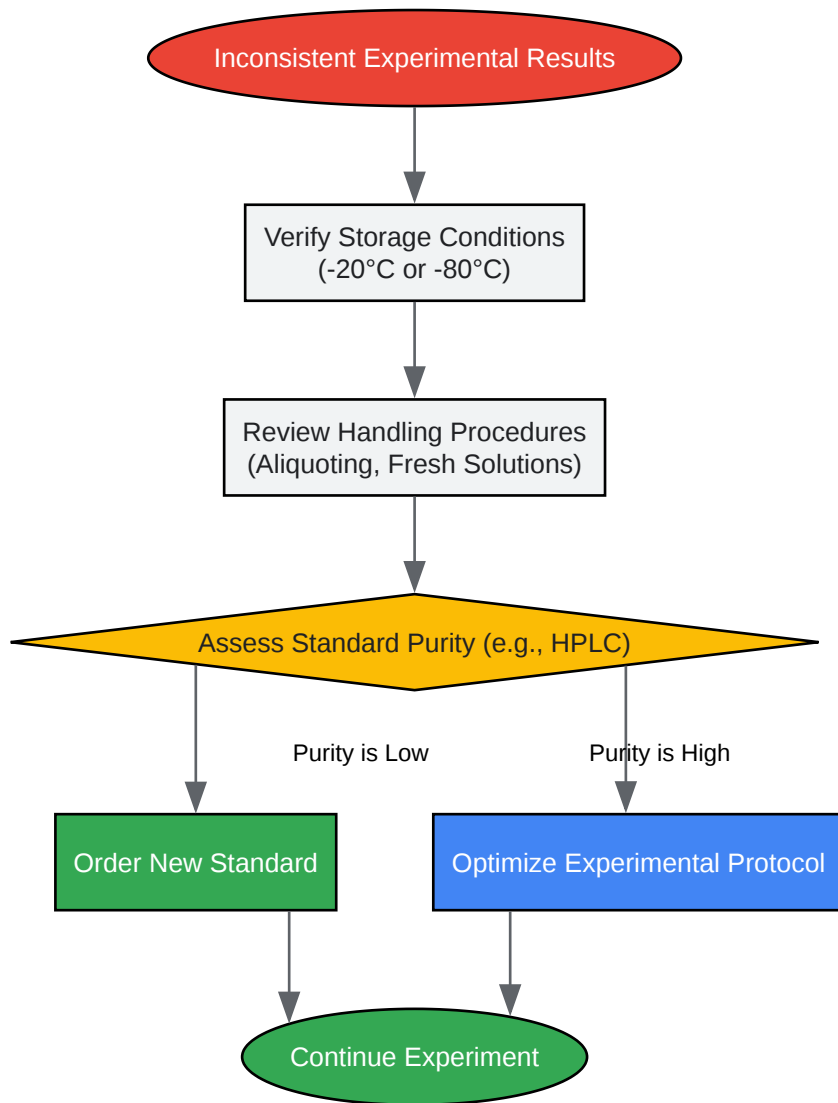 Inconsistent Experimental Results
Verify Storage Conditions
(-20°C or -80°C)
Review Handling Procedures
(Aliquoting, Fresh Solutions)
Assess Standard Purity (e.g., HPLC)
Purity is Low
Purity is High
Order New Standard
Optimize Experimental Protocol
Continue Experiment